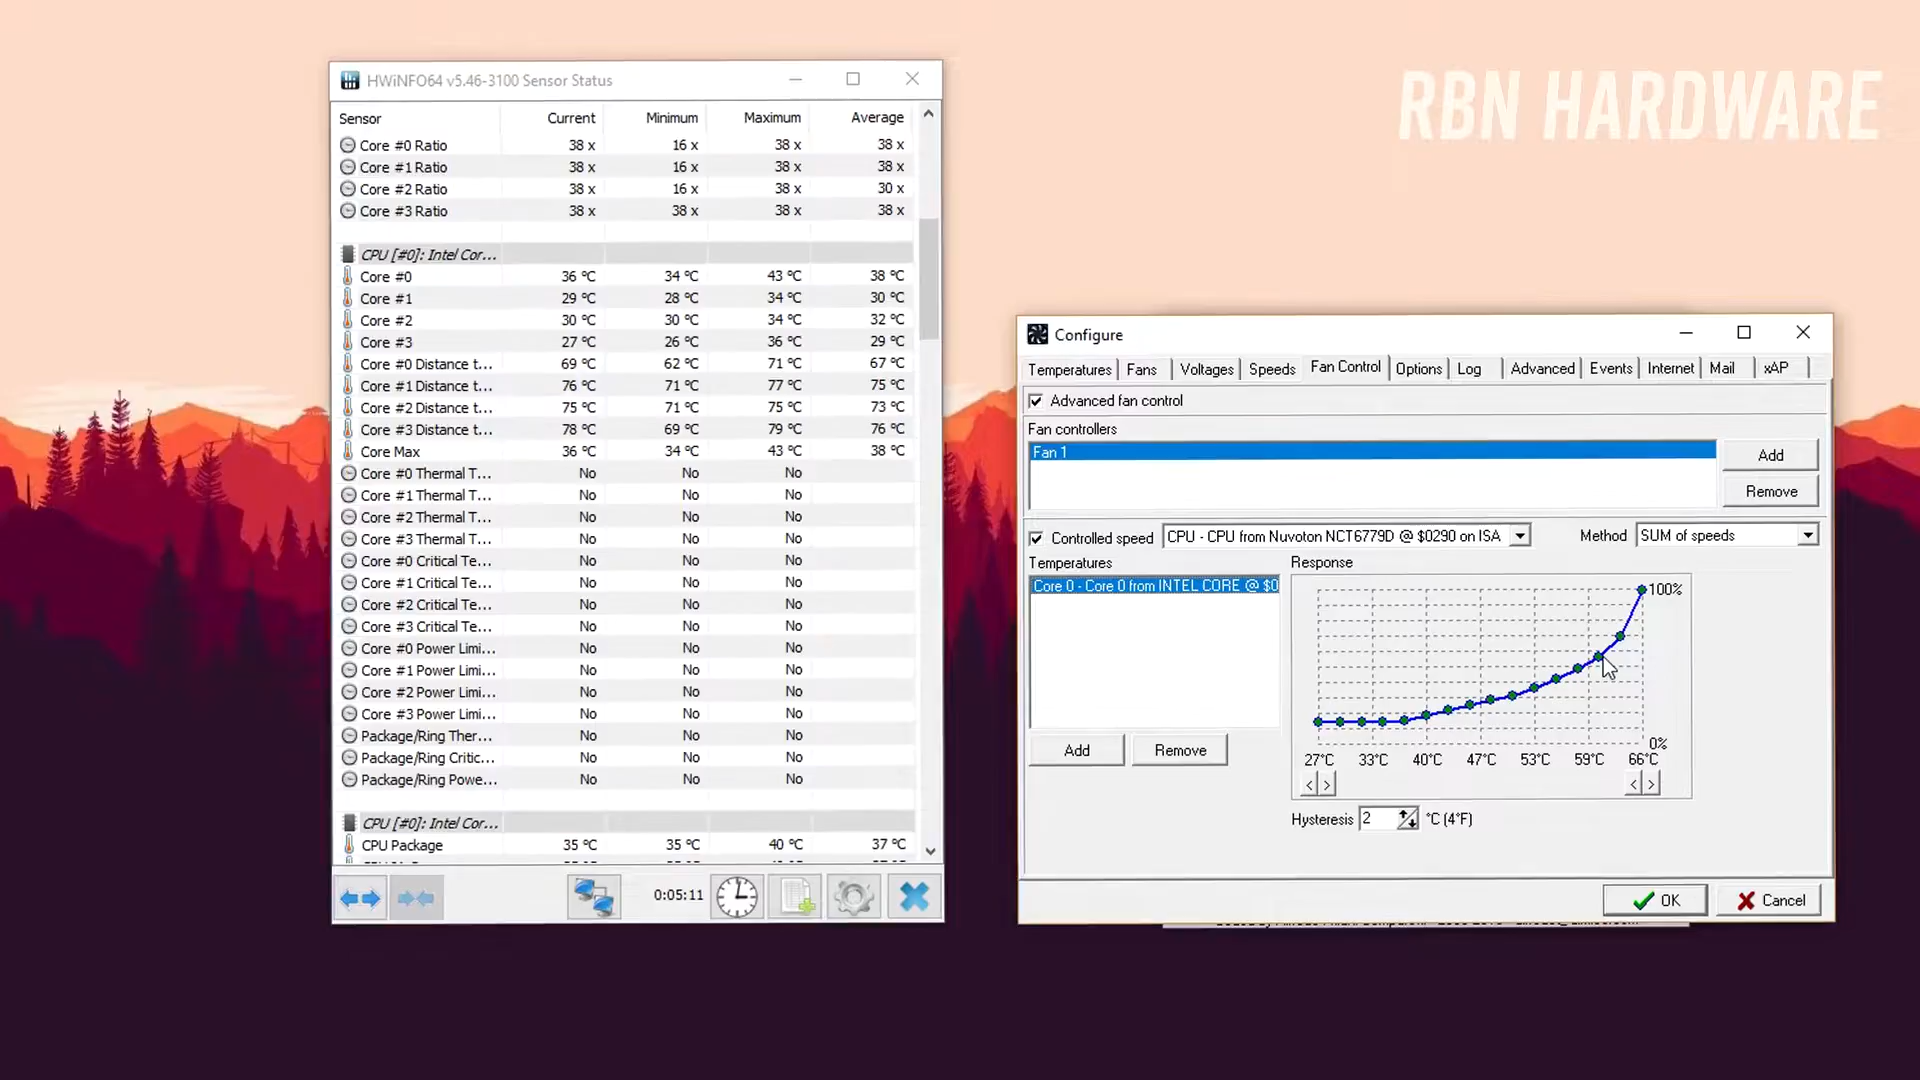 RBN HARDWARE
HWiNFO64 v5.46-3100 Sensor Status
Sensor Current Minimum Maximum Average
Core #0 Ratio 38 x 16 x 38 x 38 x
Core #1 Ratio 38 x 16 x 38 x 38 x
Core #2 Ratio 38 x 16 x 38 x 30 x
Core #3 Ratio 38 x 38 x 38 x 38 x
CPU [#0]: Intel Cor...
Core #0 36 °C 34 °C 43 °C 38 °C
Core #1 29 °C 28 °C 34 °C 30 °C
Core #2 30 °C 30 °C 34 °C 32 °C
Core #3 27 °C 26 °C 36 °C 29 °C
Core #0 Distance t... 69 °C 62 °C 71 °C 67 °C
Core #1 Distance t... 76 °C 71 °C 77 °C 75 °C
Core #2 Distance t... 75 °C 71 °C 75 °C 73 °C
Core #3 Distance t... 78 °C 69 °C 79 °C 76 °C
Core Max 36 °C 34 °C 43 °C 38 °C
Core #0 Thermal T... No No No
Core #1 Thermal T... No No No
Core #2 Thermal T... No No No
Core #3 Thermal T... No No No
Core #0 Critical Te... No No No
Core #1 Critical Te... No No No
Core #2 Critical Te... No No No
Core #3 Critical Te... No No No
Core #0 Power Limi... No No No
Core #1 Power Limi... No No No
Core #2 Power Limi... No No No
Core #3 Power Limi... No No No
Package/Ring Ther... No No No
Package/Ring Critic... No No No
Package/Ring Powe... No No No
CPU [#0]: Intel Cor...
CPU Package 35 °C 35 °C 40 °C 37 °C
0:05:11
Configure
Temperatures Fans Voltages Speeds Fan Control Options Log Advanced Events Internet Mail xAP
Advanced fan control
Fan controllers
Fan 1
Add
Remove
Controlled speed CPU - CPU from Nuvoton NCT6779D @ $0290 on ISA Method SUM of speeds
Temperatures Response
Core 0 - Core 0 from INTEL CORE @ $0
100%
0%
27°C 33°C 40°C 47°C 53°C 59°C 66°C
Add Remove
< > < >
Hysteresis 2 °C (4°F)
OK Cancel